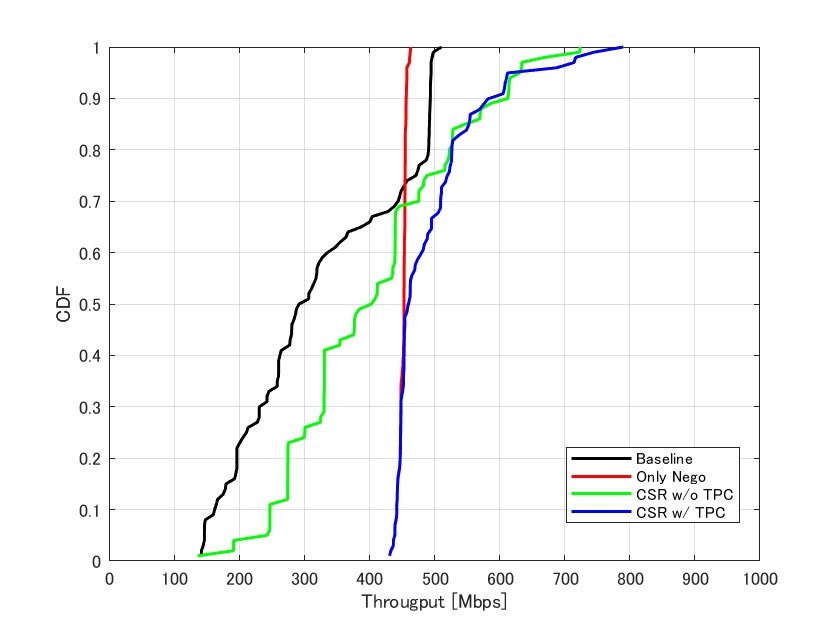 1
0.9
0.8
0.7
0.6
0.5
0.4
0.3
0.2
0.1
0
CDF
Baseline
Only Nego
CSR w/o TPC
CSR w/ TPC
0 100 200 300 400 500 600 700 800 900 1000
Througput [Mbps]